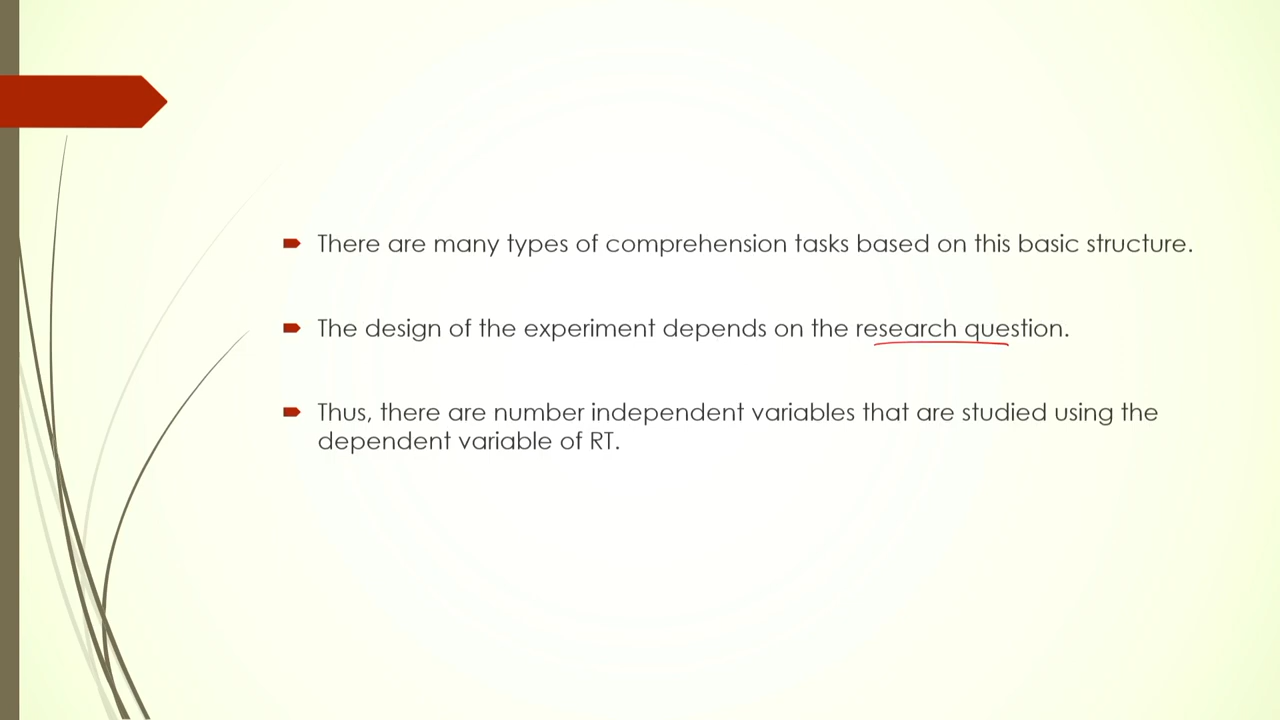 There are many types of comprehension tasks based on this basic structure.
The design of the experiment depends on the research question.
Thus, there are number independent variables that are studied using the
dependent variable of RT.